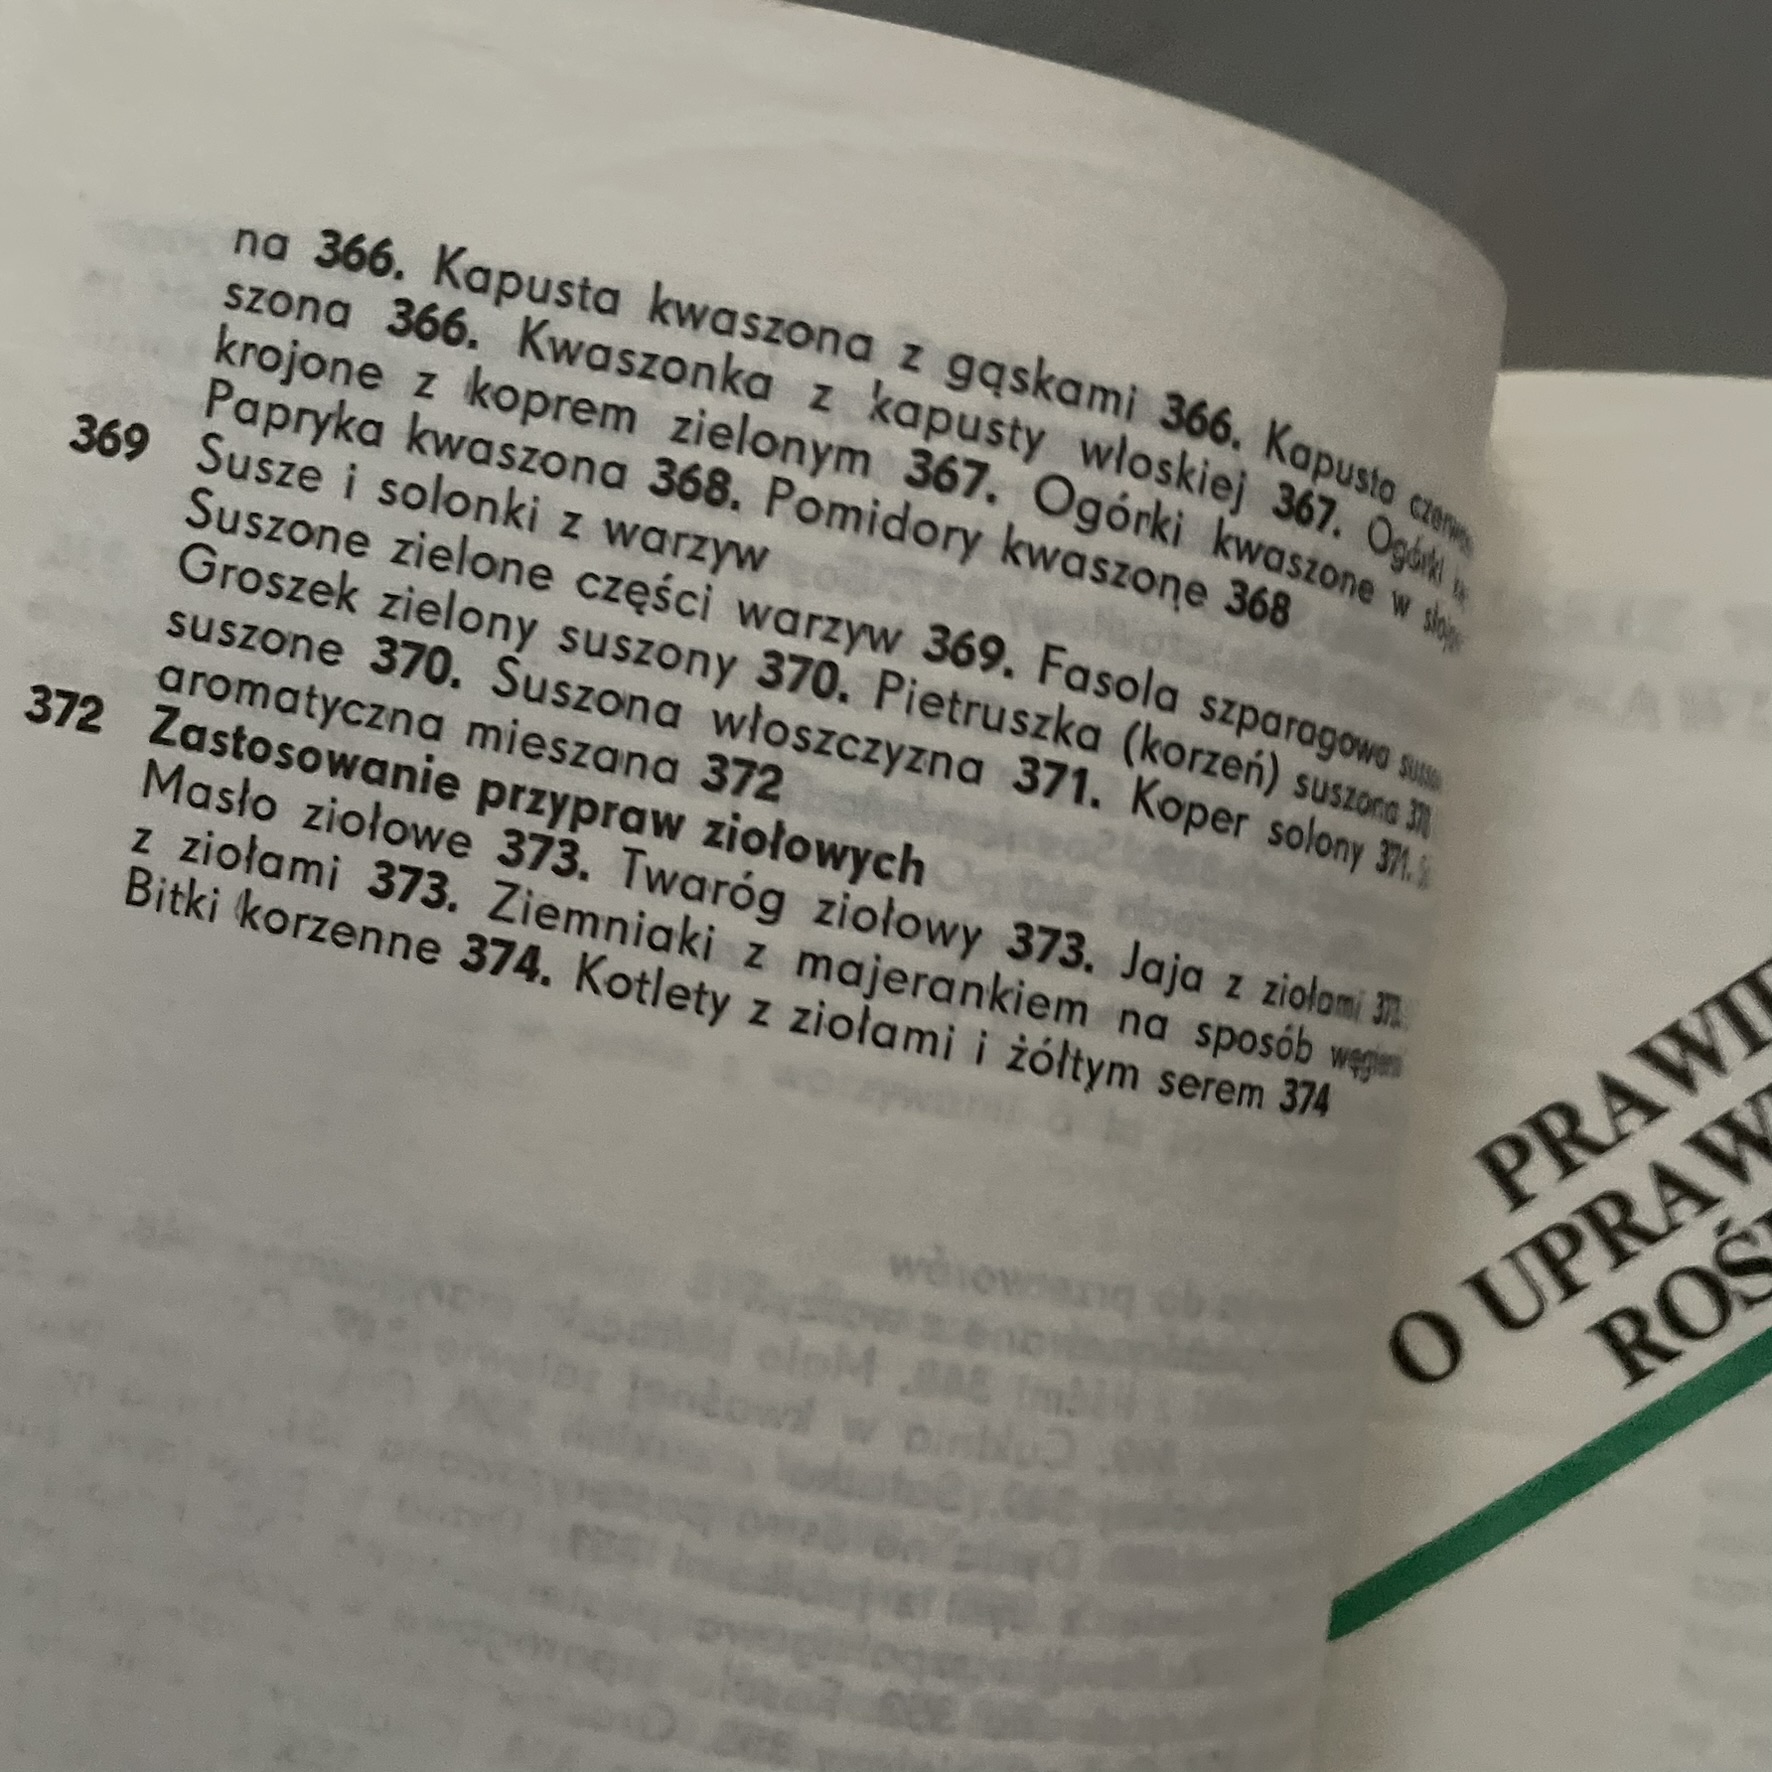 na 366. Kapusta kwaszona z gąskami 366. Kapusta
szona 366. Kwaszonka z kapusty włoskiej 367. Ogórki
krojone z koprem zielonym 367. Ogórki kwaszone w
Papryka kwaszona 368. Pomidory kwaszone 368
369 Susze i solonki z warzyw
Suszone zielone części warzyw 369. Fasola szparagowa
Groszek zielony suszony 370. Pietruszka (korzeń) suszona
suszone 370. Suszona włoszczyzna 371. Koper solony 371.
aromatyczna mieszana 372
372 Zastosowanie przypraw ziołowych
Masło ziołowe 373. Twaróg ziołowy 373. Jaja z ziołami
z ziołami 373. Ziemniaki z majerankiem na sposób
Bitki korzenne 374. Kotlety z ziołami i żółtym serem 374
O